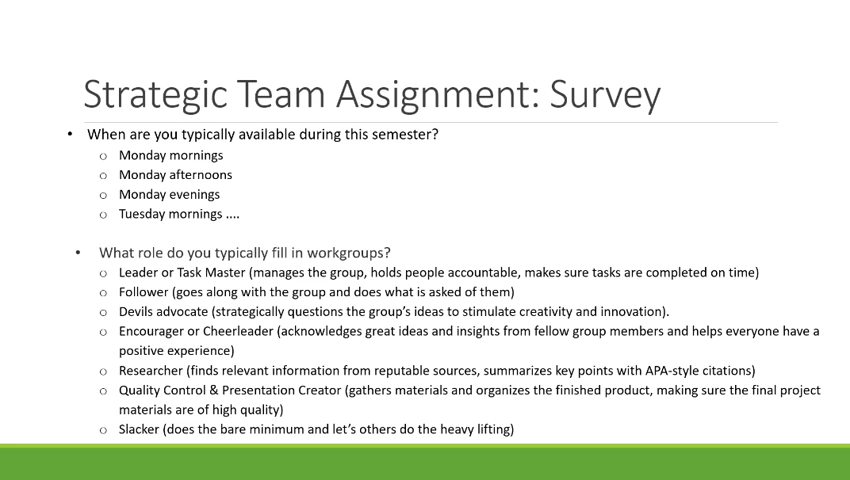 Strategic Team Assignment: Survey
• When are you typically available during this semester?
o Monday mornings
o Monday afternoons
o Monday evenings
o Tuesday mornings ....
• What role do you typically fill in workgroups?
o Leader or Task Master (manages the group, holds people accountable, makes sure tasks are completed on time)
o Follower (goes along with the group and does what is asked of them)
o Devils advocate (strategically questions the group's ideas to stimulate creativity and innovation).
o Encourager or Cheerleader (acknowledges great ideas and insights from fellow group members and helps everyone have a
positive experience)
o Researcher (finds relevant information from reputable sources, summarizes key points with APA-style citations)
o Quality Control & Presentation Creator (gathers materials and organizes the finished product, making sure the final project
materials are of high quality)
o Slacker (does the bare minimum and let's others do the heavy lifting)